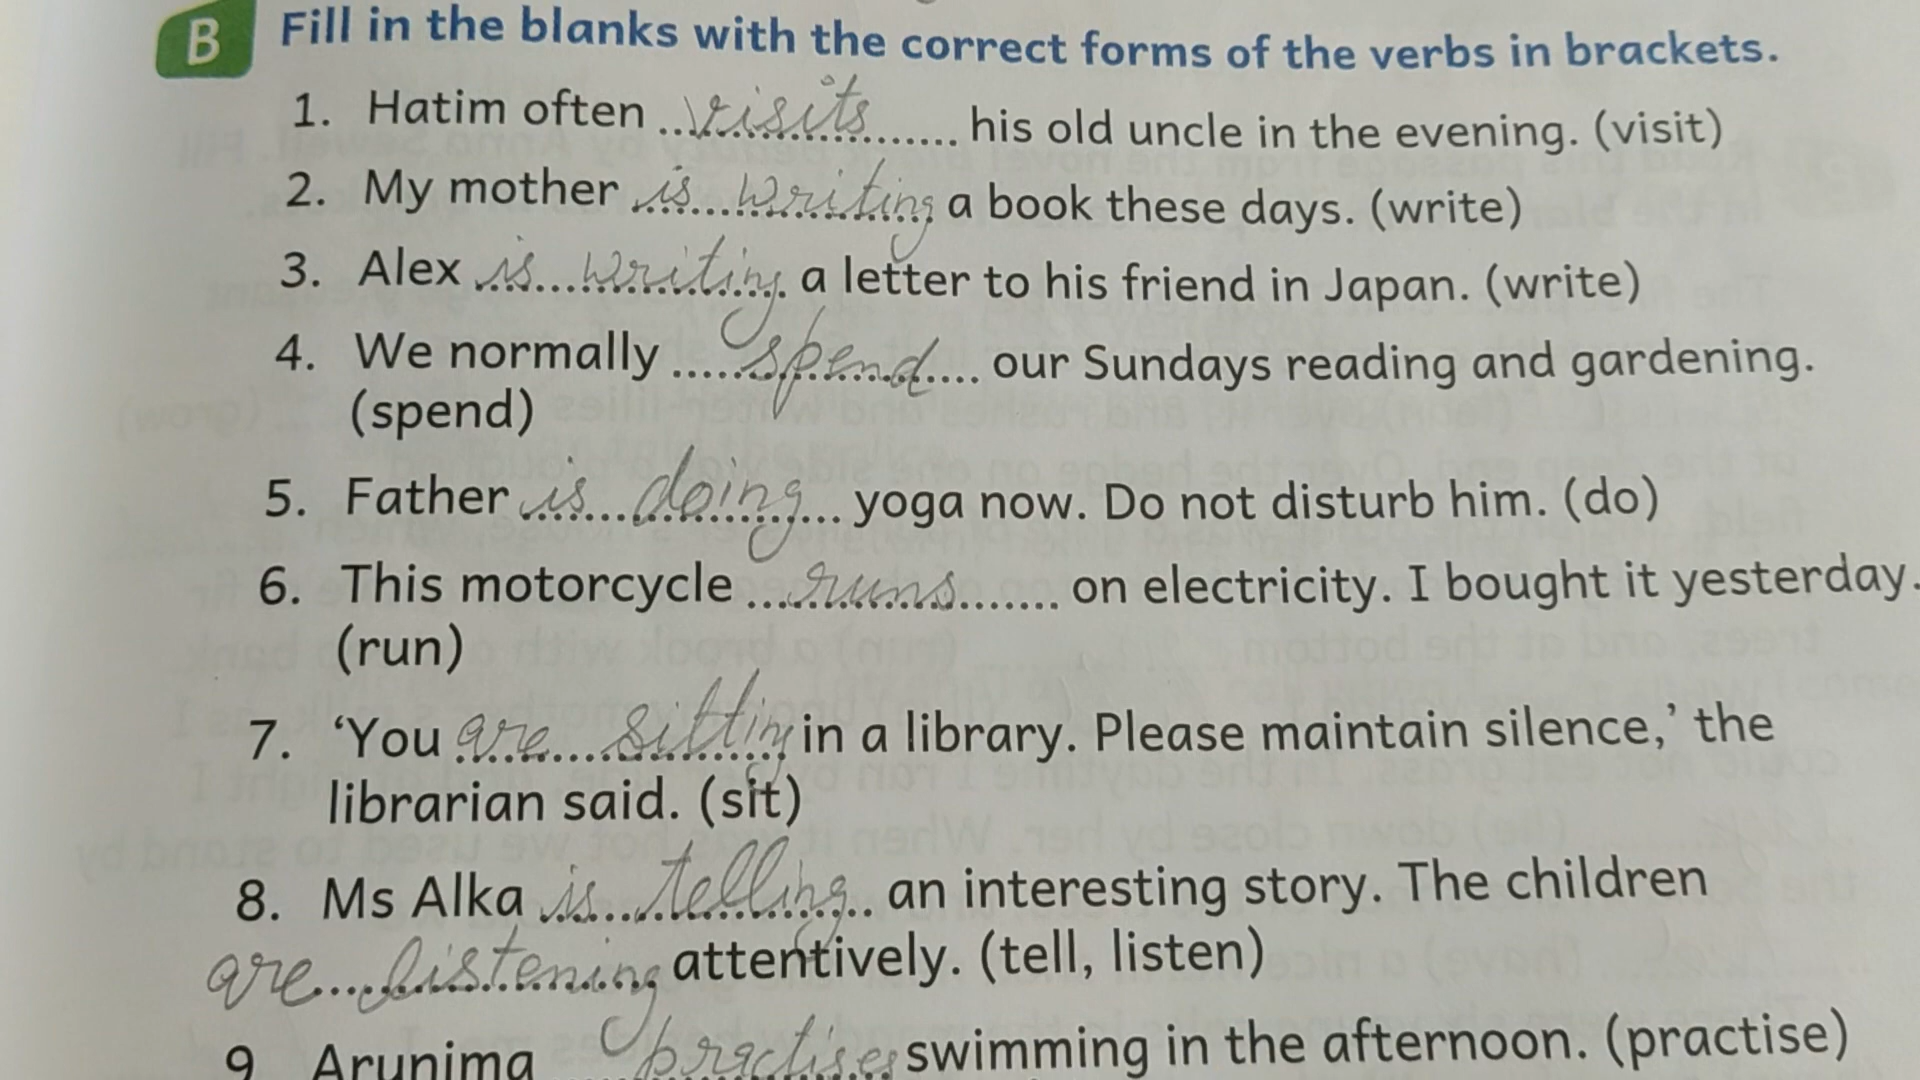 B Fill in the blanks with the correct forms of the verbs in brackets.
1. Hatim often visits his old uncle in the evening. (visit)
2. My mother is writing a book these days. (write)
3. Alex is writing a letter to his friend in Japan. (write)
4. We normally spend our Sundays reading and gardening.
(spend)
5. Father is doing yoga now. Do not disturb him. (do)
6. This motorcycle runs on electricity. I bought it yesterday.
(run)
7. ‘You are sitting in a library. Please maintain silence,’ the
librarian said. (sit)
8. Ms Alka is telling an interesting story. The children
are listening attentively. (tell, listen)
9 Arunima practises swimming in the afternoon. (practise)